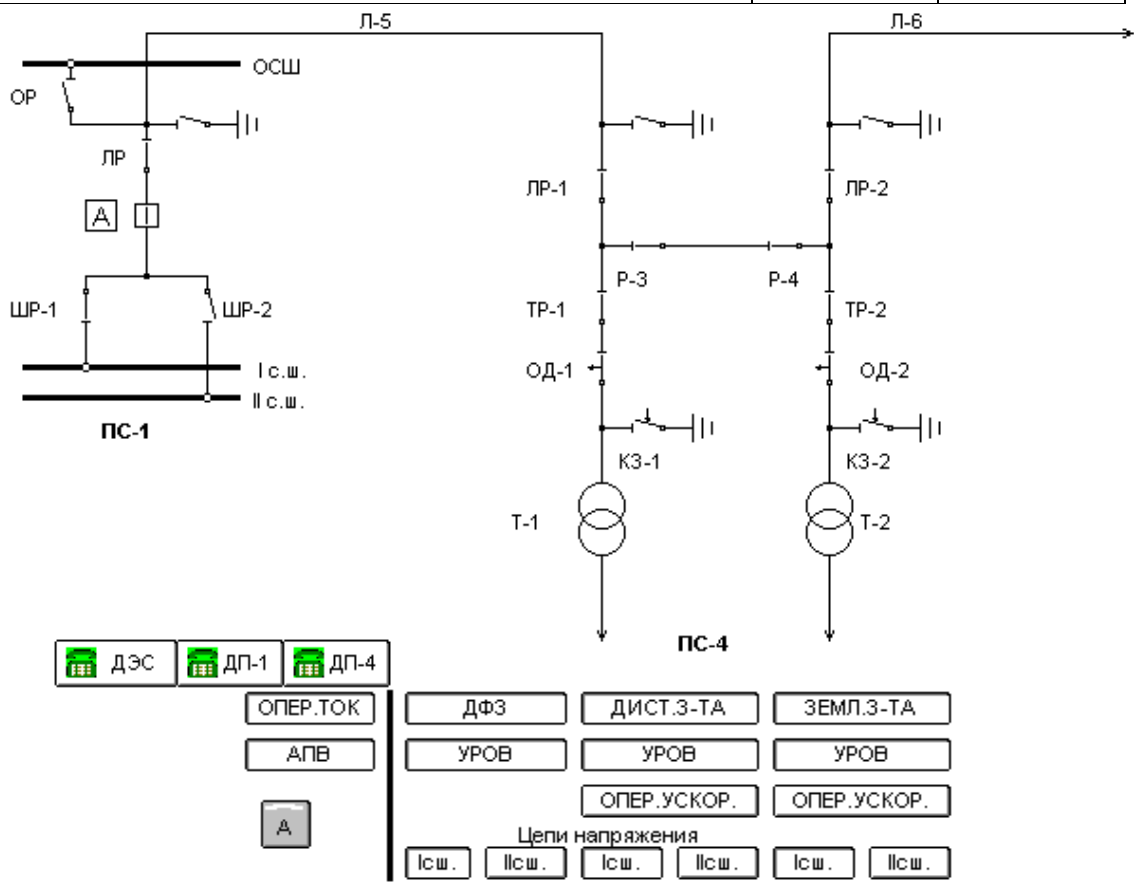 Л-5 Л-6
ОСШ
ОР
ЛР
А
ЛР-1 ЛР-2
Р-3 Р-4
ШР-1 ШР-2 ТР-1 ТР-2
I с.ш. ОД-1 ОД-2
II с.ш.
ПС-1
КЗ-1 КЗ-2
Т-1 Т-2
ПС-4
ДЭС ДП-1 ДП-4
ОПЕР.ТОК ДФЗ ДИСТ.З-ТА ЗЕМЛ.З-ТА
АПВ УРОВ УРОВ УРОВ
ОПЕР.УСКОР. ОПЕР.УСКОР.
А
Цепи напряжения
Iсш. IIсш. Iсш. IIсш. Iсш. IIсш.